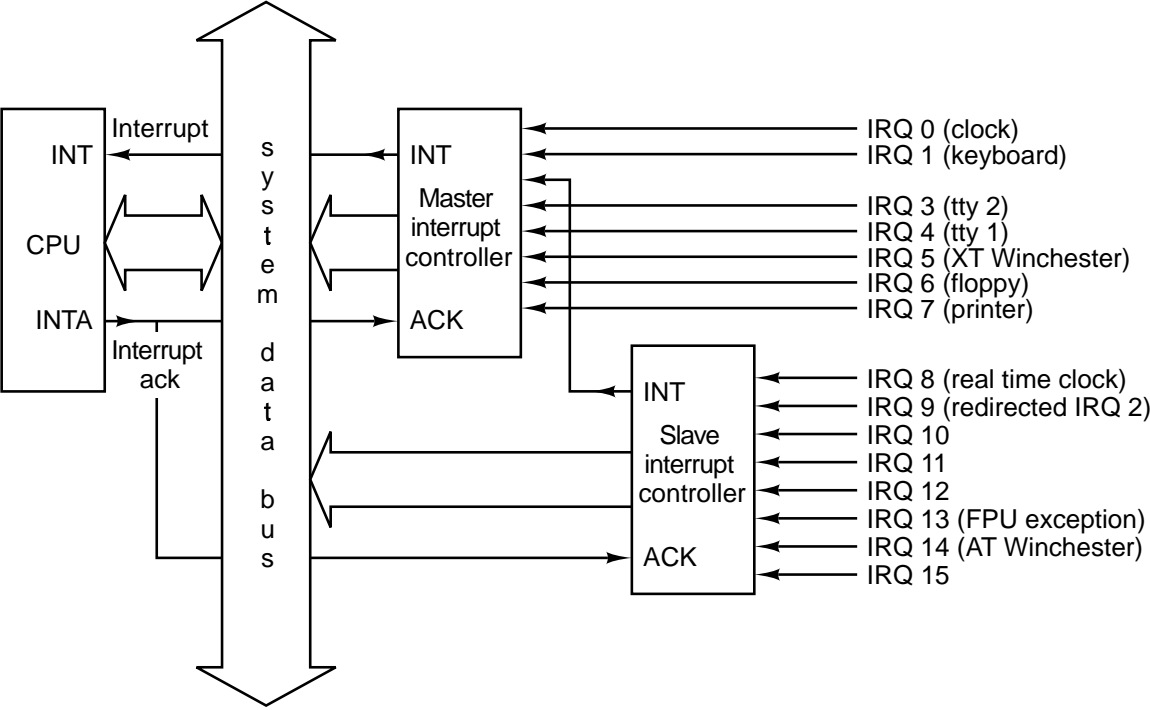 Interrupt
INT
CPU
INTA
Interrupt
ack
system data bus
INT
Master
interrupt
controller
ACK
INT
Slave
interrupt
controller
ACK
IRQ 0 (clock)
IRQ 1 (keyboard)
IRQ 3 (tty 2)
IRQ 4 (tty 1)
IRQ 5 (XT Winchester)
IRQ 6 (floppy)
IRQ 7 (printer)
IRQ 8 (real time clock)
IRQ 9 (redirected IRQ 2)
IRQ 10
IRQ 11
IRQ 12
IRQ 13 (FPU exception)
IRQ 14 (AT Winchester)
IRQ 15